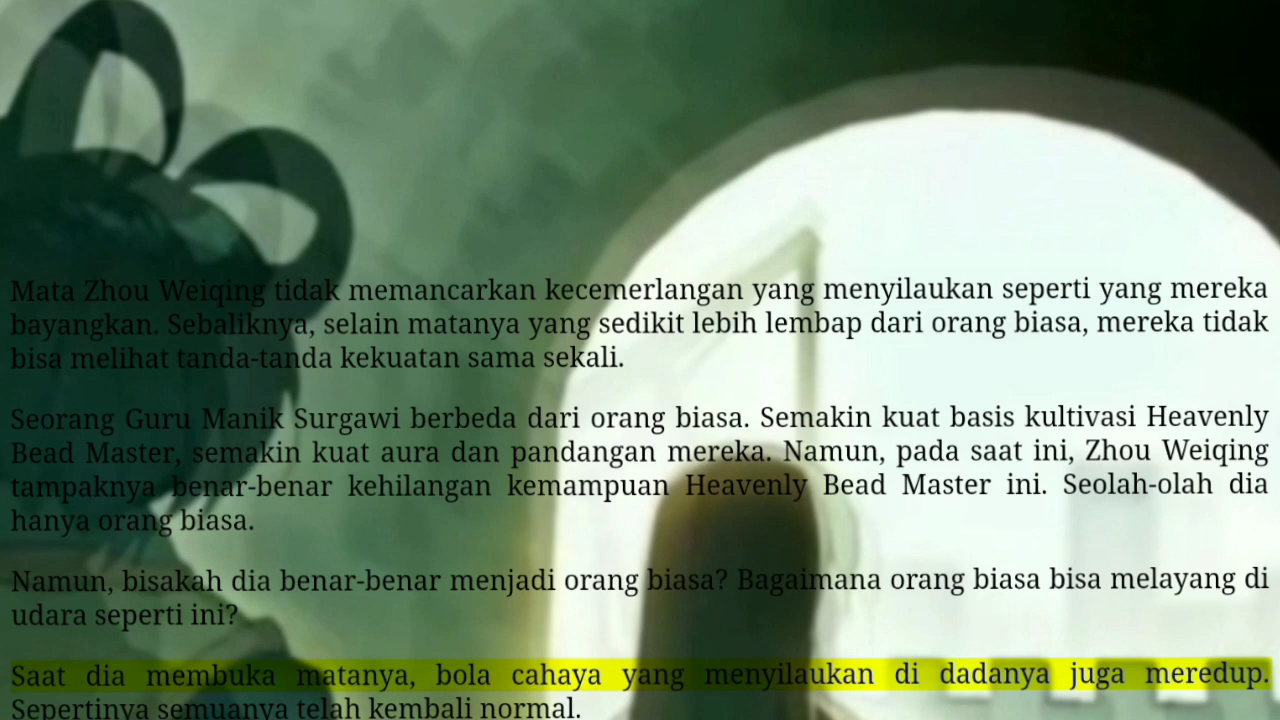 Mata Zhou Weiqing tidak memancarkan kecemerlangan yang menyilaukan seperti yang mereka
bayangkan. Sebaliknya, selain matanya yang sedikit lebih lembap dari orang biasa, mereka tidak
bisa melihat tanda-tanda kekuatan sama sekali.
Seorang Guru Manik Surgawi berbeda dari orang biasa. Semakin kuat basis kultivasi Heavenly
Bead Master, semakin kuat aura dan pandangan mereka. Namun, pada saat ini, Zhou Weiqing
tampaknya benar-benar kehilangan kemampuan Heavenly Bead Master ini. Seolah-olah dia
hanya orang biasa.
Namun, bisakah dia benar-benar menjadi orang biasa? Bagaimana orang biasa bisa melayang di
udara seperti ini?
Saat dia membuka matanya, bola cahaya yang menyilaukan di dadanya juga meredup.
Sepertinya semuanya telah kembali normal.